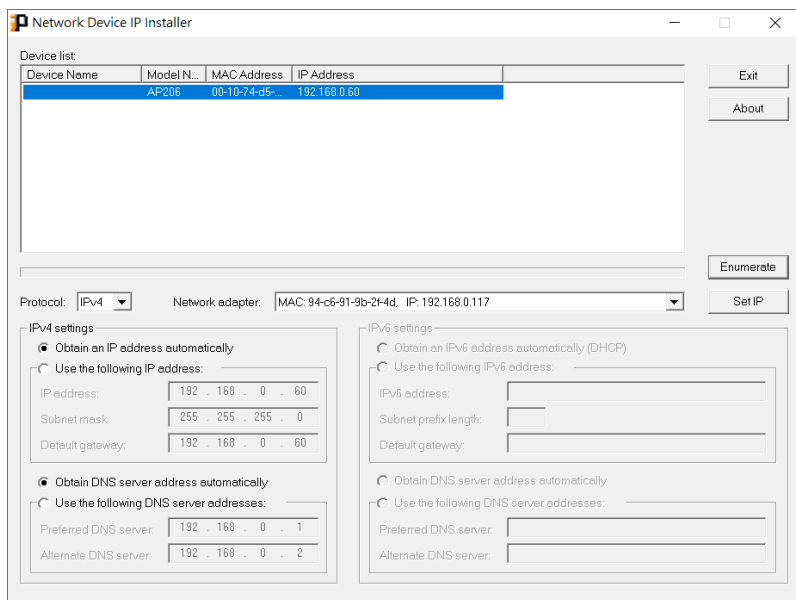 Network Device IP Installer
Device list:
Device Name Model N... MAC Address IP Address
AP206 00-10-74-d5-... 192.168.0.60
Exit
About
Enumerate
Protocol: IPv4 Network adapter: MAC: 94-c6-91-9b-2f-4d, IP: 192.168.0.117 Set IP
IPv4 settings
Obtain an IP address automatically
Use the following IP address:
IP address: 192 . 168 . 0 . 60
Subnet mask: 255 . 255 . 255 . 0
Default gateway: 192 . 168 . 0 . 60
Obtain DNS server address automatically
Use the following DNS server addresses:
Preferred DNS server: 192 . 168 . 0 . 1
Alternate DNS server: 192 . 168 . 0 . 2
IPv6 settings
Obtain an IPv6 address automatically (DHCP)
Use the following IPv6 address:
IPv6 address:
Subnet prefix length:
Default gateway:
Obtain DNS server address automatically
Use the following DNS server addresses:
Preferred DNS server:
Alternate DNS server: